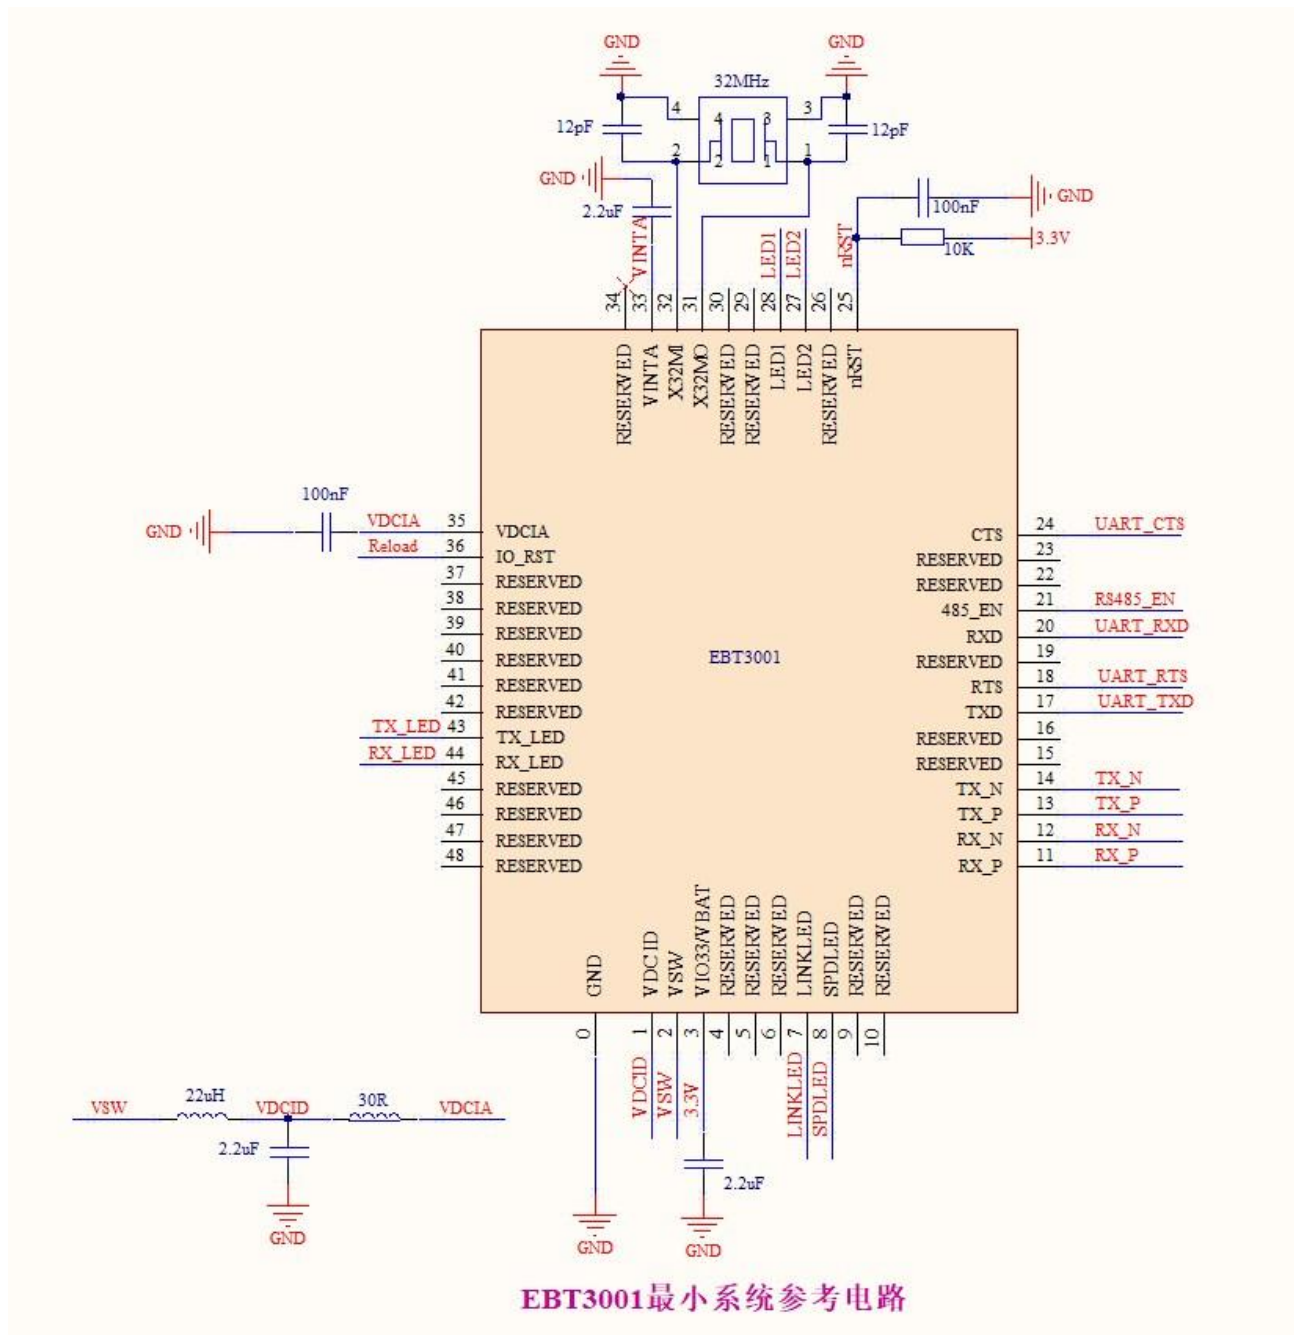 GND
GND
32MHz
4
3
4
3
12pF
12pF
2
1
2
1
GND
2.2uF
100nF
GND
VINTA
LED1
LED2
nRST
10K
3.3V
34
33
32
31
30
29
28
27
26
25
RESERVED
VINTA
X32MI
X32MO
RESERVED
RESERVED
LED1
LED2
RESERVED
nRST
100nF
GND
VDCIA 35 VDCIA
Reload 36 IO_RST
37 RESERVED
38 RESERVED
39 RESERVED
40 RESERVED
41 RESERVED
42 RESERVED
TX_LED 43 TX_LED
RX_LED 44 RX_LED
45 RESERVED
46 RESERVED
47 RESERVED
48 RESERVED
EBT3001
CTS 24 UART_CTS
RESERVED 23
RESERVED 22
485_EN 21 RS485_EN
RXD 20 UART_RXD
RESERVED 19
RTS 18 UART_RTS
TXD 17 UART_TXD
RESERVED 16
RESERVED 15
TX_N 14 TX_N
TX_P 13 TX_P
RX_N 12 RX_N
RX_P 11 RX_P
GND
VDCID
VSW
VIO33/VBAT
RESERVED
RESERVED
RESERVED
LINKLED
SPDLED
RESERVED
RESERVED
0
1
2
3
4
5
6
7
8
9
10
VDCID
VSW
3.3V
LINKLED
SPDLED
VSW
22uH
VDCID
30R
VDCIA
2.2uF
GND
GND
2.2uF
GND
EBT3001最小系统参考电路